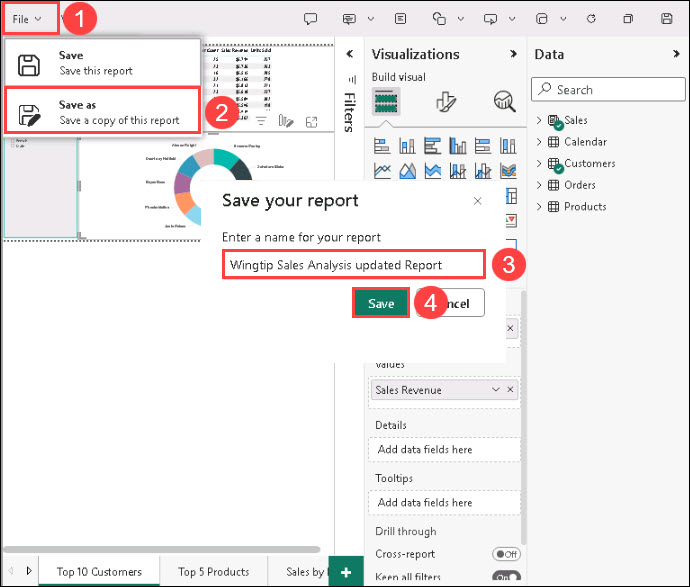 File
1
Save
Save this report
Save as
Save a copy of this report
2
Sales Revenue
Filters
Visualizations
Build visual
Data
Search
Sales
Calendar
Customers
Orders
Products
Save your report
Enter a name for your report
Wingtip Sales Analysis updated Report
3
Save
4
Values
Sales Revenue
Details
Add data fields here
Tooltips
Add data fields here
Drill through
Cross-report
Off
Keep all filters
On
Top 10 Customers
Top 5 Products
Sales by